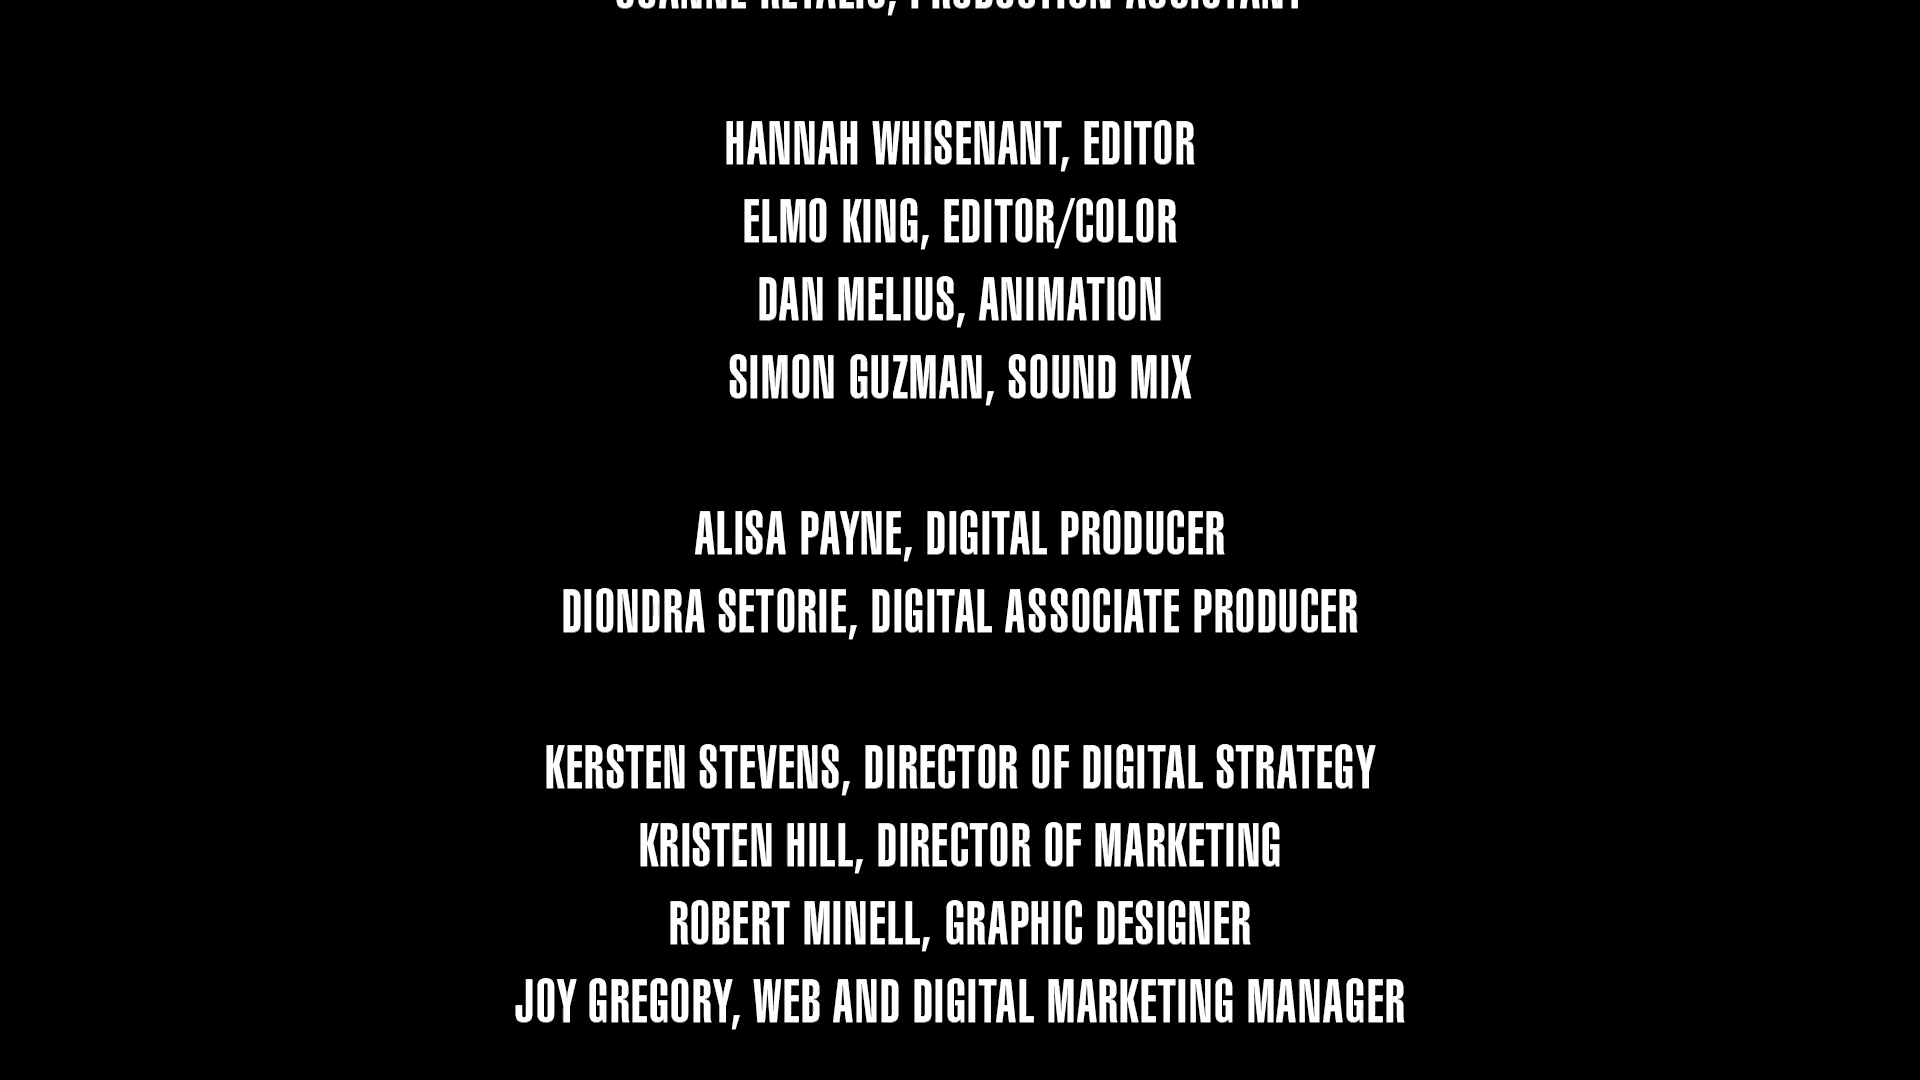 PRODUCTION ASSISTANT
HANNAH WHISENANT, EDITOR
ELMO KING, EDITOR/COLOR
DAN MELIUS, ANIMATION
SIMON GUZMAN, SOUND MIX
ALISA PAYNE, DIGITAL PRODUCER
DIONDRA SETORIE, DIGITAL ASSOCIATE PRODUCER
KERSTEN STEVENS, DIRECTOR OF DIGITAL STRATEGY
KRISTEN HILL, DIRECTOR OF MARKETING
ROBERT MINELL, GRAPHIC DESIGNER
JOY GREGORY, WEB AND DIGITAL MARKETING MANAGER